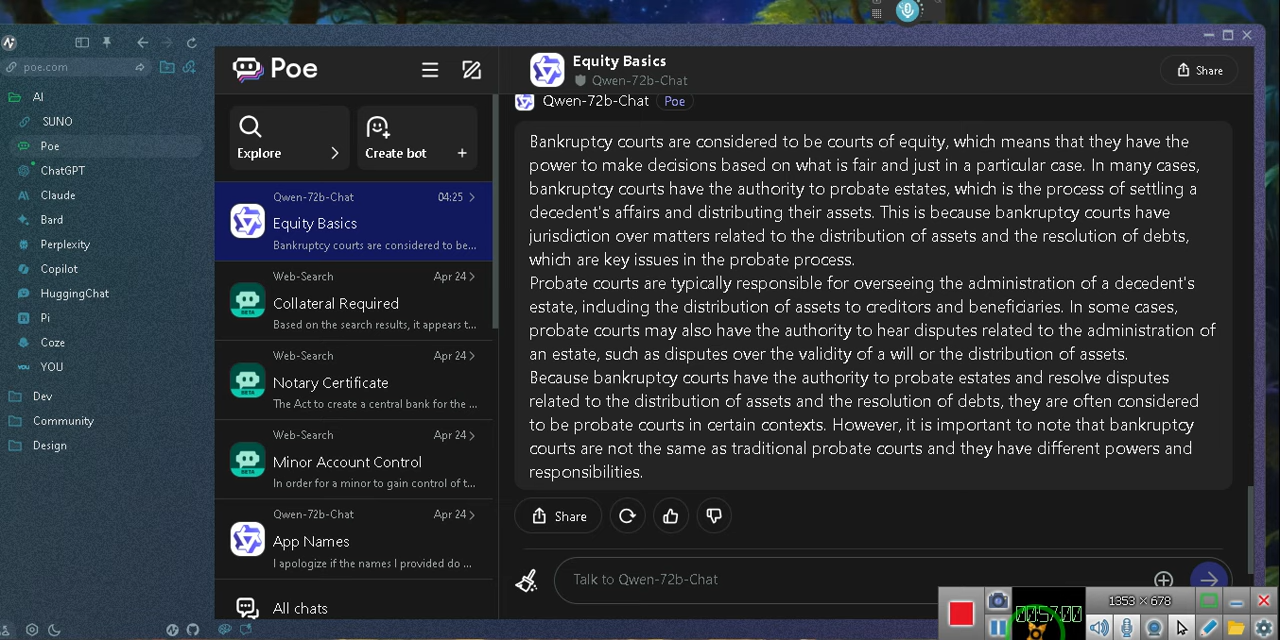 poe.com
AI
SUNO
Poe
ChatGPT
Claude
Bard
Perplexity
Copilot
HuggingChat
Pi
Coze
YOU
Dev
Community
Design
Poe
Explore
Create bot
Qwen-72b-Chat 04:25
Equity Basics
Bankruptcy courts are considered to be...
Web-Search Apr 24
Collateral Required
Based on the search results, it appears t...
Web-Search Apr 24
Notary Certificate
The Act to create a central bank for the ...
Web-Search Apr 24
Minor Account Control
In order for a minor to gain control of t...
Qwen-72b-Chat Apr 24
App Names
I apologize if the names I provided do ...
All chats
Equity Basics
Qwen-72b-Chat
Share
Qwen-72b-Chat Poe
Bankruptcy courts are considered to be courts of equity, which means that they have the
power to make decisions based on what is fair and just in a particular case. In many cases,
bankruptcy courts have the authority to probate estates, which is the process of settling a
decedent's affairs and distributing their assets. This is because bankruptcy courts have
jurisdiction over matters related to the distribution of assets and the resolution of debts,
which are key issues in the probate process.
Probate courts are typically responsible for overseeing the administration of a decedent's
estate, including the distribution of assets to creditors and beneficiaries. In some cases,
probate courts may also have the authority to hear disputes related to the administration of
an estate, such as disputes over the validity of a will or the distribution of assets.
Because bankruptcy courts have the authority to probate estates and resolve disputes
related to the distribution of assets and the resolution of debts, they are often considered
to be probate courts in certain contexts. However, it is important to note that bankruptcy
courts are not the same as traditional probate courts and they have different powers and
responsibilities.
Share
Talk to Qwen-72b-Chat
1353 × 678
00:57:00